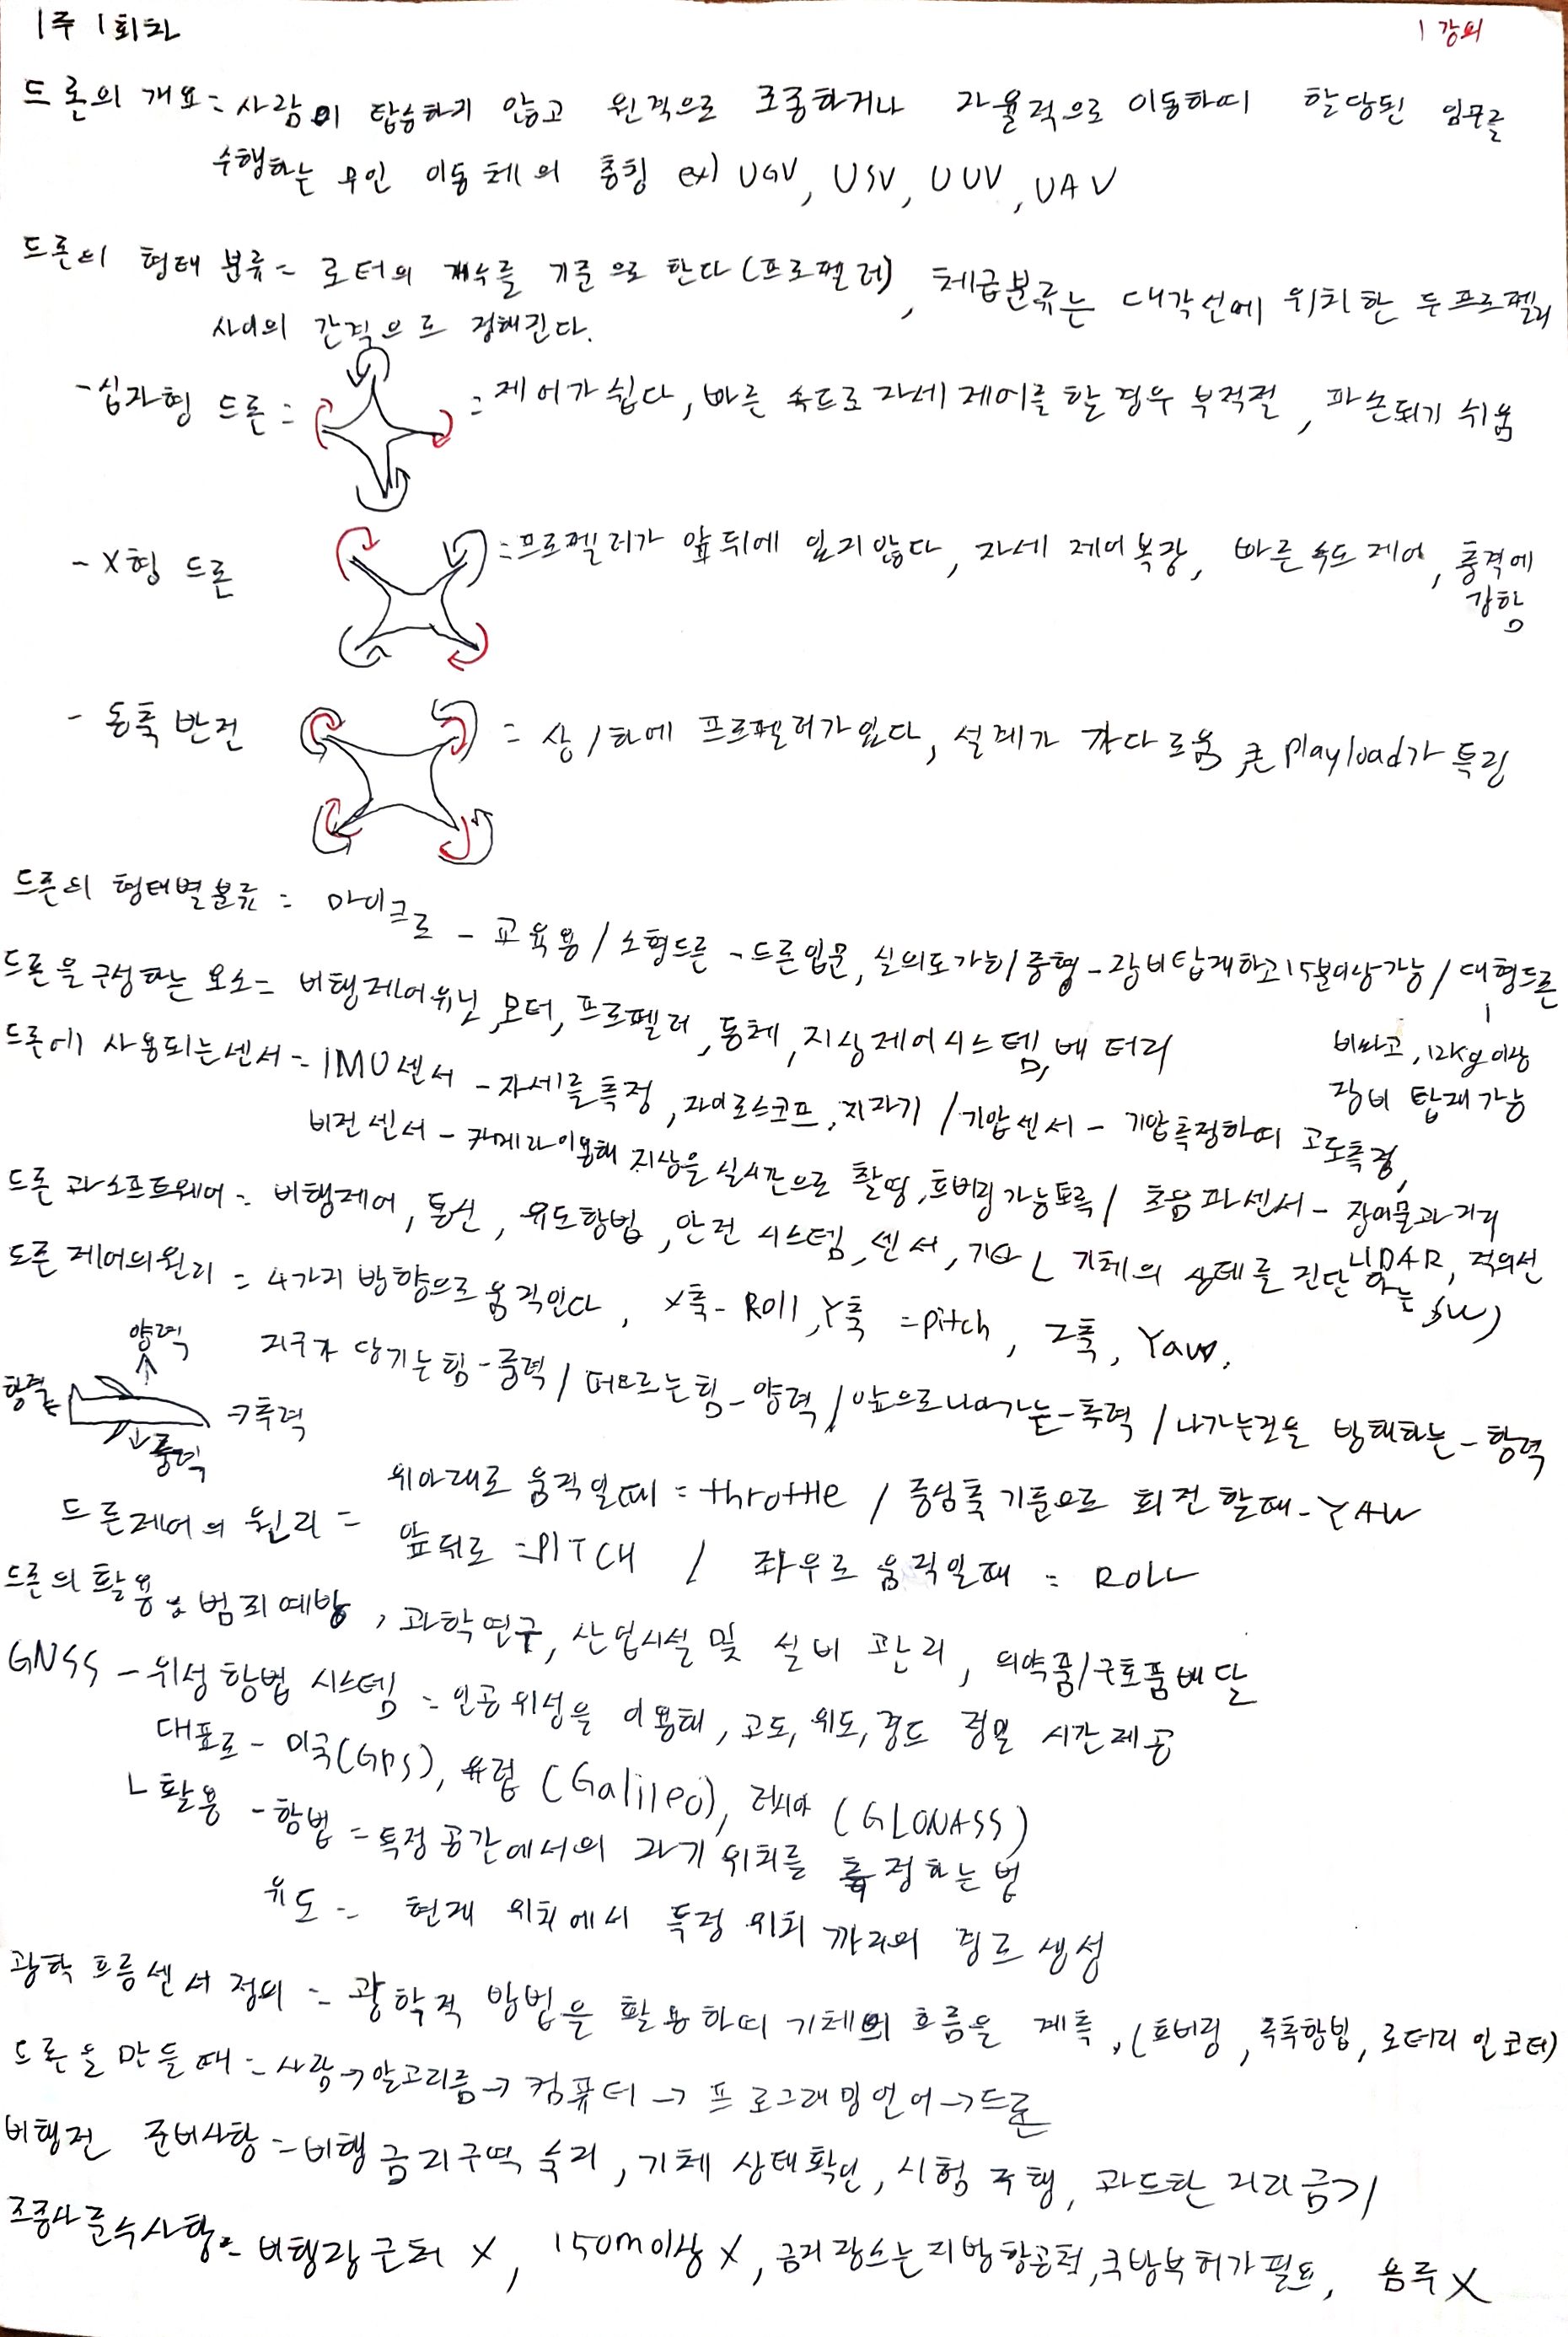 1주 1회차
1강의
드론의 개요 = 사람이 탑승하지 않고 원격으로 조종하거나 자율적으로 이동하며 할당된 임무를
수행하는 무인 이동체의 총칭 ex) UGV, USV, UUV, UAV
드론의 형태 분류 = 로터의 개수를 기준으로 한다(프로펠러), 체급분류는 대각선에 위치한 두 프로펠러
사이의 간격으로 정해진다.
- 십자형 드론 = = 제어가 쉽다, 빠른 속도로 자세 제어를 할 경우 부적절, 파손되기 쉬움
- X형 드론 = 프로펠러가 앞뒤에 있지않다, 자세 제어 복잡, 빠른 속도 제어, 충격에
강함
- 동축반전 = 상/하에 프로펠러가있다, 설계가 까다로움, 큰 Playload가 특징
드론의 형태별분류 = 마이크로 - 교육용 / 소형드론 - 드론입문, 실외도가능 / 중형 - 장비탑재하고 15분이상가능 / 대형드론
비싸고, 12kg이상
장비 탑재가능
드론을 구성하는 요소 = 비행제어유닛, 모터, 프로펠러, 동체, 지상제어시스템, 배터리
드론에 사용되는센서 = IMU센서 - 자세를측정, 자이로스코프, 지자기 / 기압센서 - 기압측정하여 고도측정,
비전센서 - 카메라이용해 지상을 실시간으로 촬영, 호버링가능토록 / 초음파센서 - 장애물과거리
LiDAR, 적외선
드론과소프트웨어 = 비행제어, 통신, 유도항법, 안전 시스템, 센서, 기타 ( 기체의 상태를 진단하는 SW)
드론 제어의원리 = 4가지 방향으로움직인다, X축 - Roll, Y축 = pitch, Z축, Yaw.
지구가 당기는힘 - 중력 / 떠오르는힘 - 양력 / 앞으로나아가는 - 추력 / 나가는것을 방해하는 - 항력
양력
항력
추력
중력
드론제어의 원리 = 위아래로 움직일때 = throttle / 중심축 기준으로 회전할때 - YAW
앞뒤로 = PITCH / 좌우로 움직일때 = ROLL
드론의 활용 = 범죄예방, 과학연구, 산업시설 및 설비 관리, 의약품/구호품배달
GNSS - 위성항법 시스템 = 인공위성을 이용해, 고도, 위도, 경도 정밀 시간제공
대표로 - 미국(GPS), 유럽 (Galileo), 러시아 (GLONASS)
ㄴ활용 - 항법 = 특정공간에서의 자기위치를 측정하는법
유도 = 현재 위치에서 특정 위치 까지의 경로생성
광학 흐름센서 정의 = 광학적 방법을 활용하여 기체의 흐름을 계측, (호버링, 측측항법, 로터리 인코더)
드론을 만들때 = 사람 → 알고리즘 → 컴퓨터 → 프로그래밍언어 → 드론
비행전 준비사항 = 비행금지구역 숙지, 기체 상태확인, 시험 주행, 과도한 거리금지
조종사준수사항 = 비행장근처 X, 150m이상 X, 금지장소는지방항공청, 국방부허가필요, 음주 X